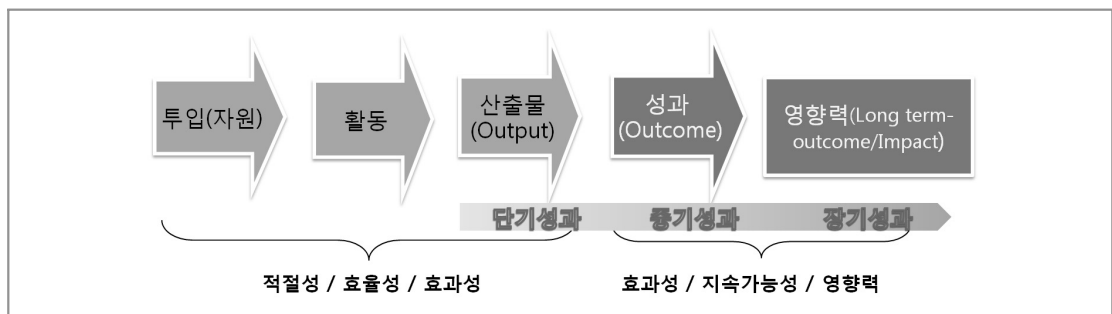 투입(자원)
활동
산출물
(Output)
성과
(Outcome)
영향력(Long term-
outcome/Impact)
단기성과
중기성과
장기성과
적절성 / 효율성 / 효과성
효과성 / 지속가능성 / 영향력